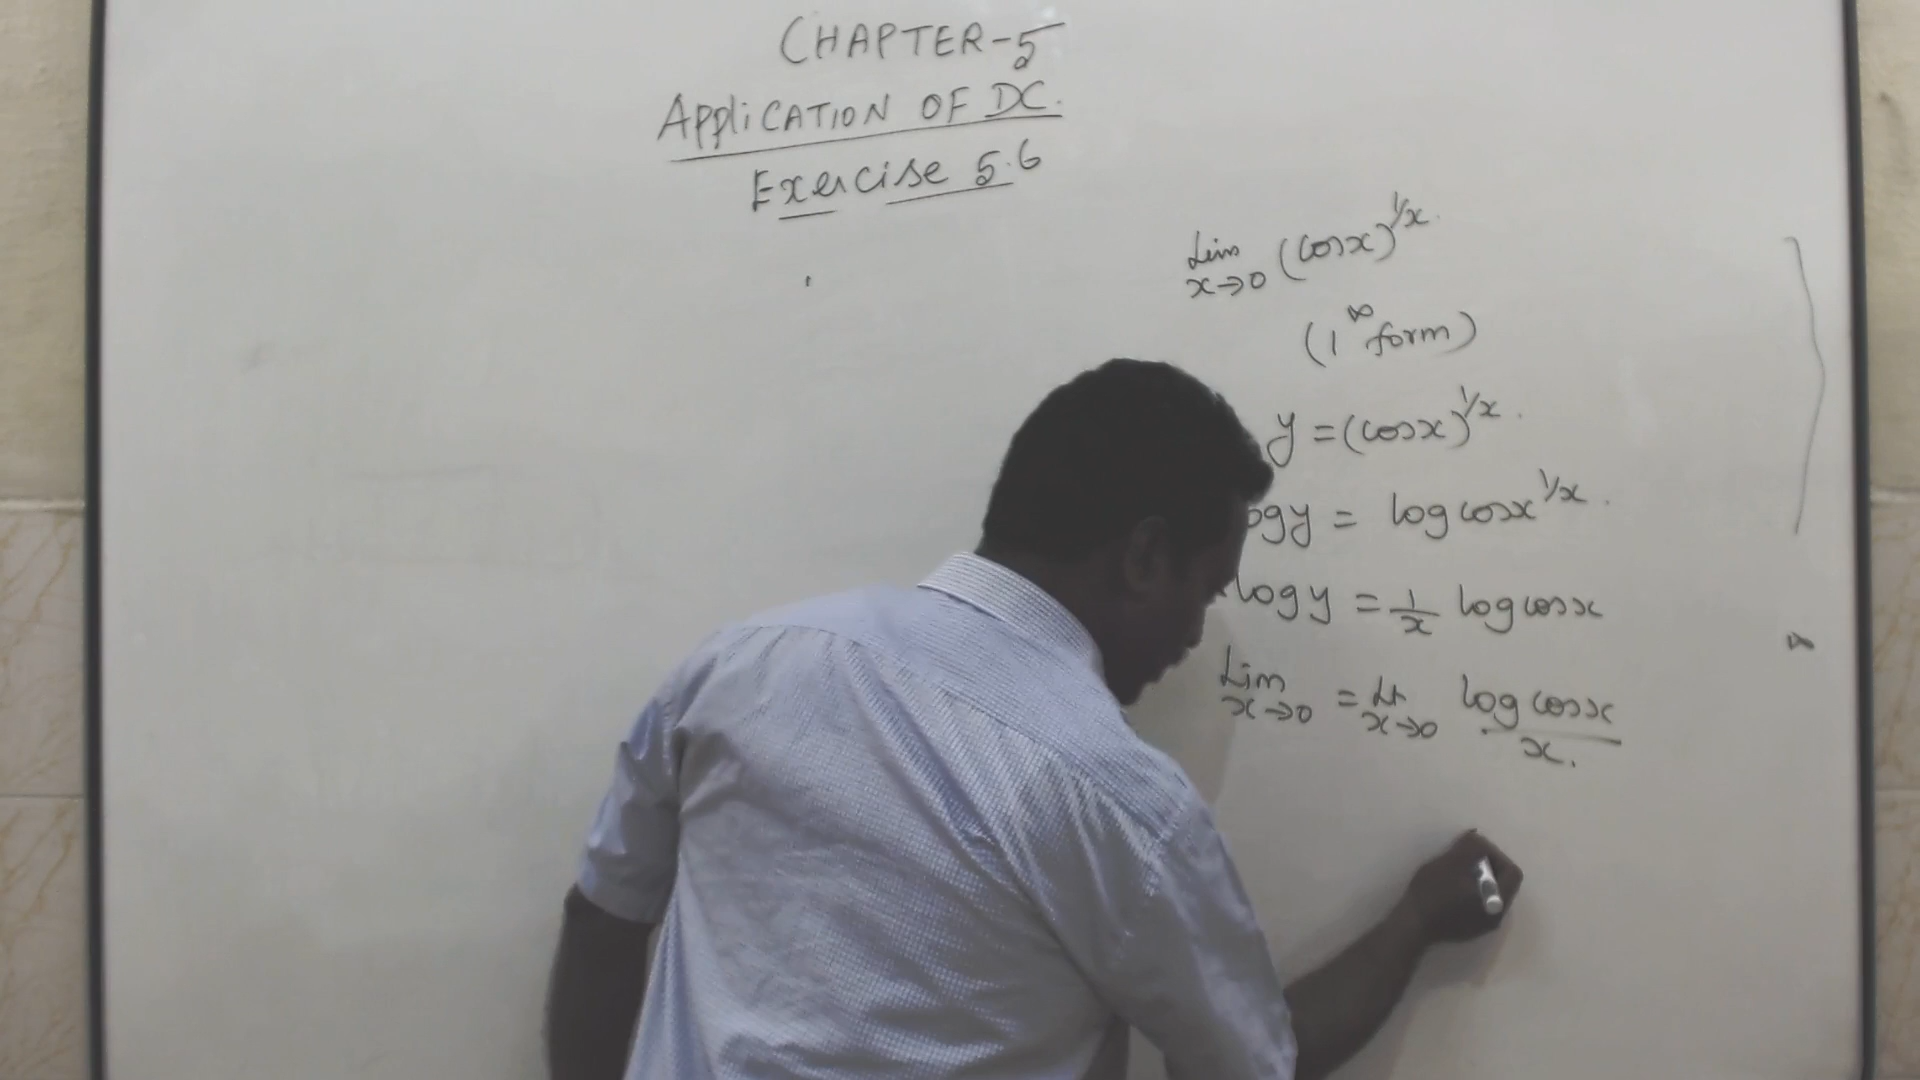 CHAPTER-5
APPliCATION OF DC.
Exercise 5.6
Lim x→0 (cosx)^1/x.
(1^∞ form)
y = (cosx)^1/x.
ogy = log cosx^1/x.
logy = 1/x log cosx
Lim x→0 = Lt x→0 log cosx / x.